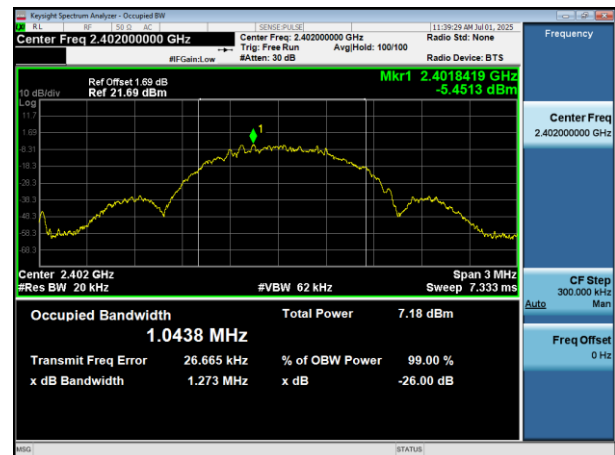 Keysight Spectrum Analyzer - Occupied BW
RL RF 50 Ω AC SENSE:PULSE 11:39:29 AM Jul 01, 2025
Center Freq 2.402000000 GHz Center Freq: 2.402000000 GHz Radio Std: None Frequency
Trig: Free Run Avg|Hold: 100/100
#IFGain:Low #Atten: 30 dB Radio Device: BTS
Mkr1 2.4018419 GHz
-5.4513 dBm
Ref Offset 1.69 dB
10 dB/div Ref 21.69 dBm
Log
11.7
1.69
-8.31
-18.3
-28.3
-38.3
-48.3
-58.3
-68.3
1
Center Freq
2.402000000 GHz
Center 2.402 GHz Span 3 MHz
#Res BW 20 kHz #VBW 62 kHz Sweep 7.333 ms
CF Step
300.000 kHz
Auto Man
Occupied Bandwidth Total Power 7.18 dBm
1.0438 MHz
Freq Offset
0 Hz
Transmit Freq Error 26.665 kHz % of OBW Power 99.00 %
x dB Bandwidth 1.273 MHz x dB -26.00 dB
MSG STATUS